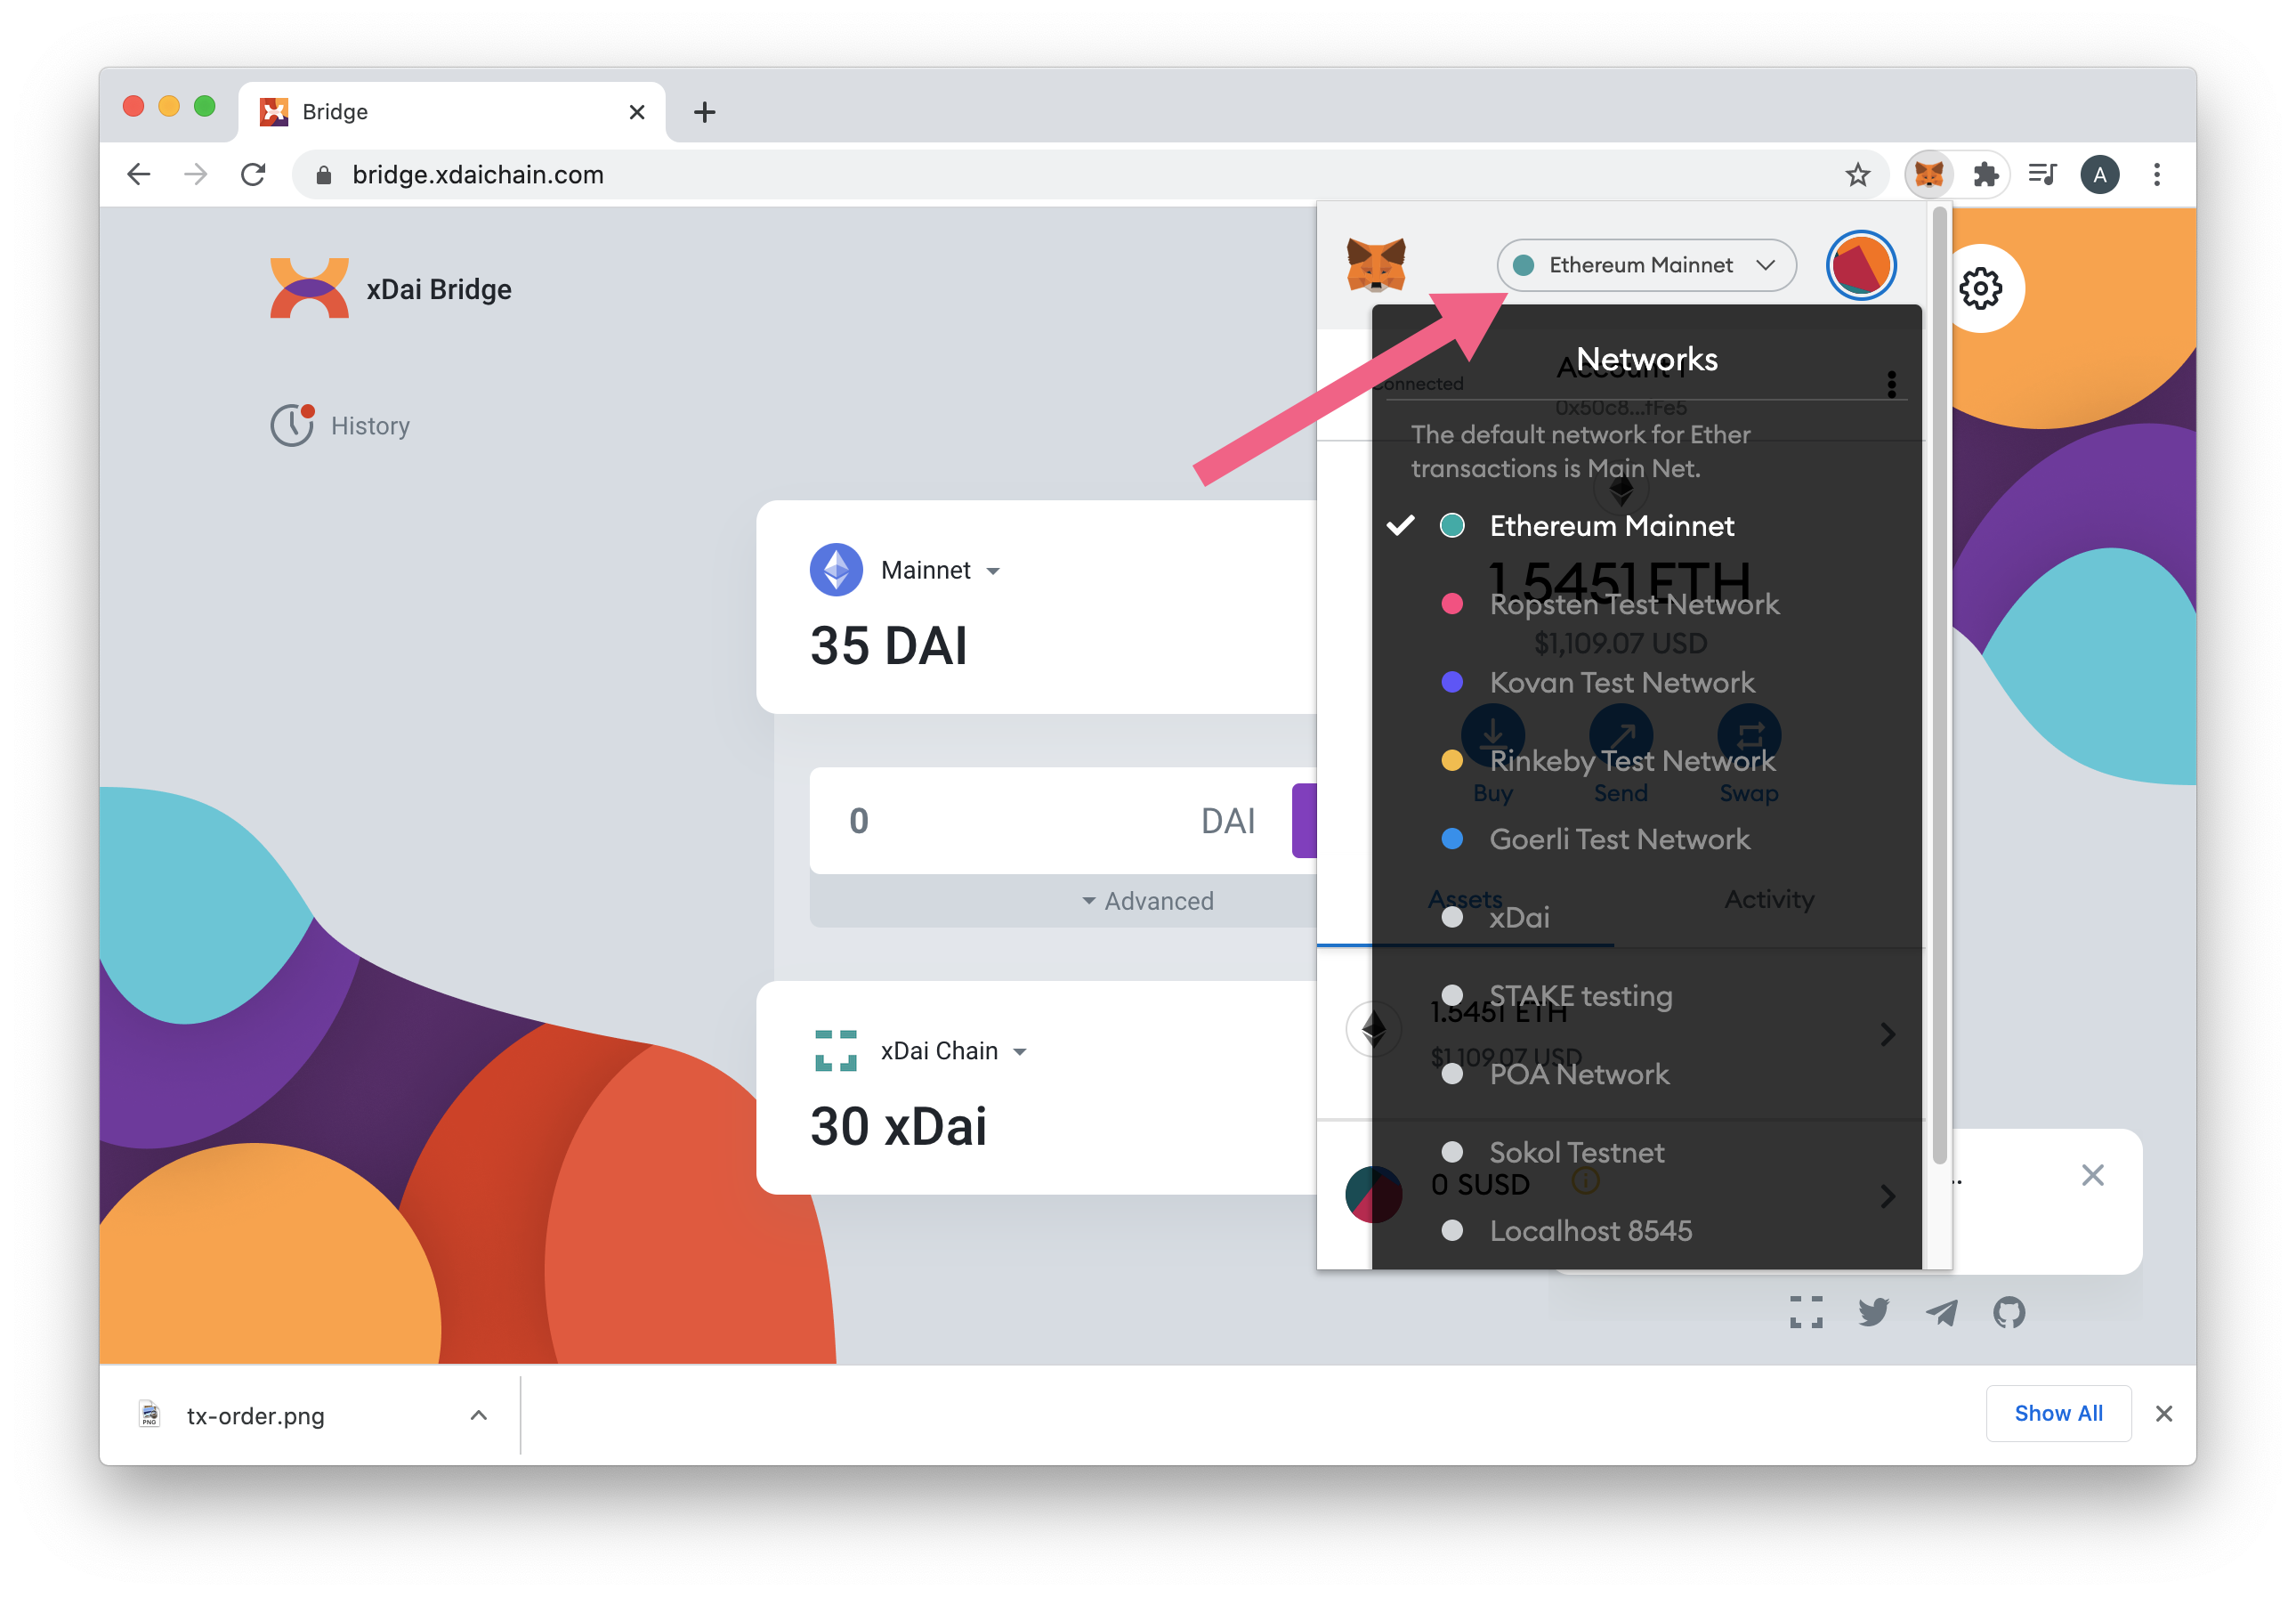 Bridge
bridge.xdaichain.com
A
xDai Bridge
Ethereum Mainnet
Networks
Connected
Account 1
0x50c8...fFe5
History
The default network for Ether
transactions is Main Net.
Ethereum Mainnet
Mainnet
1.5451 ETH
Ropsten Test Network
35 DAI
$1,109.07 USD
Kovan Test Network
Rinkeby Test Network
Buy
Send
Swap
0
DAI
Goerli Test Network
Advanced
Assets
Activity
xDai
STAKE testing
1.5451 ETH
xDai Chain
$1,109.07 USD
POA Network
30 xDai
Sokol Testnet
0 SUSD
..
Localhost 8545
PNG
tx-order.png
Show All